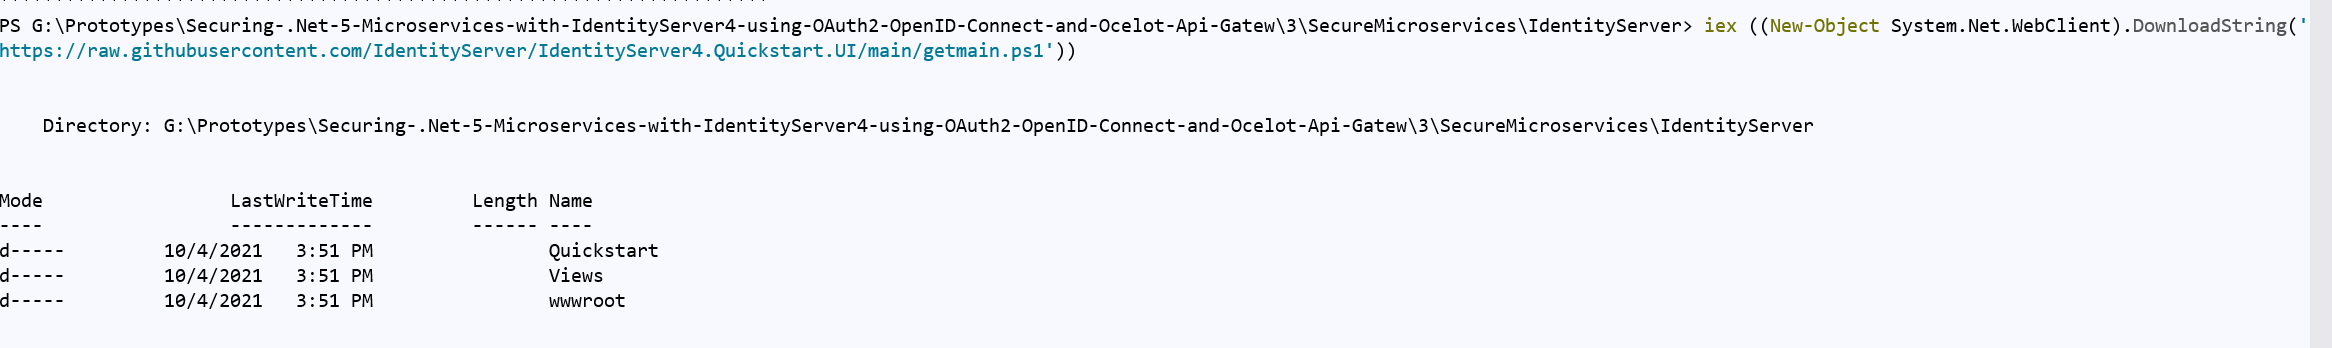 PS G:\Prototypes\Securing-.Net-5-Microservices-with-IdentityServer4-using-OAuth2-OpenID-Connect-and-Ocelot-Api-Gatew\3\SecureMicroservices\IdentityServer> iex ((New-Object System.Net.WebClient).DownloadString('
https://raw.githubusercontent.com/IdentityServer/IdentityServer4.Quickstart.UI/main/getmain.ps1'))
Directory: G:\Prototypes\Securing-.Net-5-Microservices-with-IdentityServer4-using-OAuth2-OpenID-Connect-and-Ocelot-Api-Gatew\3\SecureMicroservices\IdentityServer
Mode                 LastWriteTime         Length Name
----                 -------------         ------ ----
d-----         10/4/2021   3:51 PM                Quickstart
d-----         10/4/2021   3:51 PM                Views
d-----         10/4/2021   3:51 PM                wwwroot